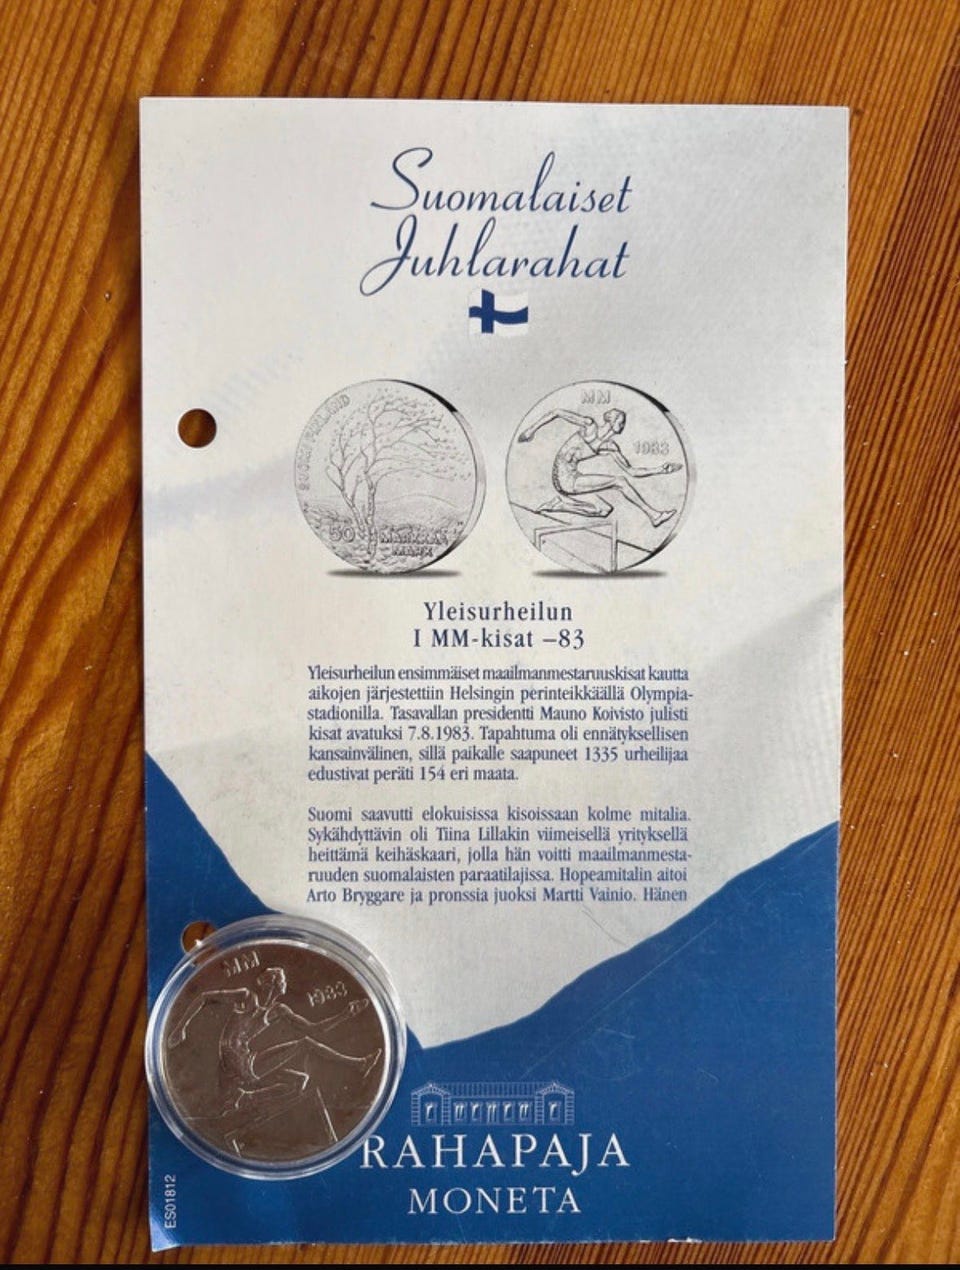 Suomalaiset
Juhlarahat
SUOMI FINLAND
50 MARKKAA
MARK
MM
1983
Yleisurheilun
I MM-kisat –83
Yleisurheilun ensimmäiset maailmanmestaruuskisat kautta
aikojen järjestettiin Helsingin perinteikkäällä Olympia-
stadionilla. Tasavallan presidentti Mauno Koivisto julisti
kisat avatuksi 7.8.1983. Tapahtuma oli ennätyksellisen
kansainvälinen, sillä paikalle saapuneet 1335 urheilijaa
edustivat peräti 154 eri maata.
Suomi saavutti elokuisissa kisoissaan kolme mitalia.
Sykähdyttävin oli Tiina Lillakin viimeisellä yrityksellä
heittämä keihäskaari, jolla hän voitti maailmanmesta-
ruuden suomalaisten paraatilajissa. Hopeamitalin aitoi
Arto Bryggare ja pronssia juoksi Martti Vainio. Hänen
MM
1983
RAHAPAJA
MONETA
ES01812